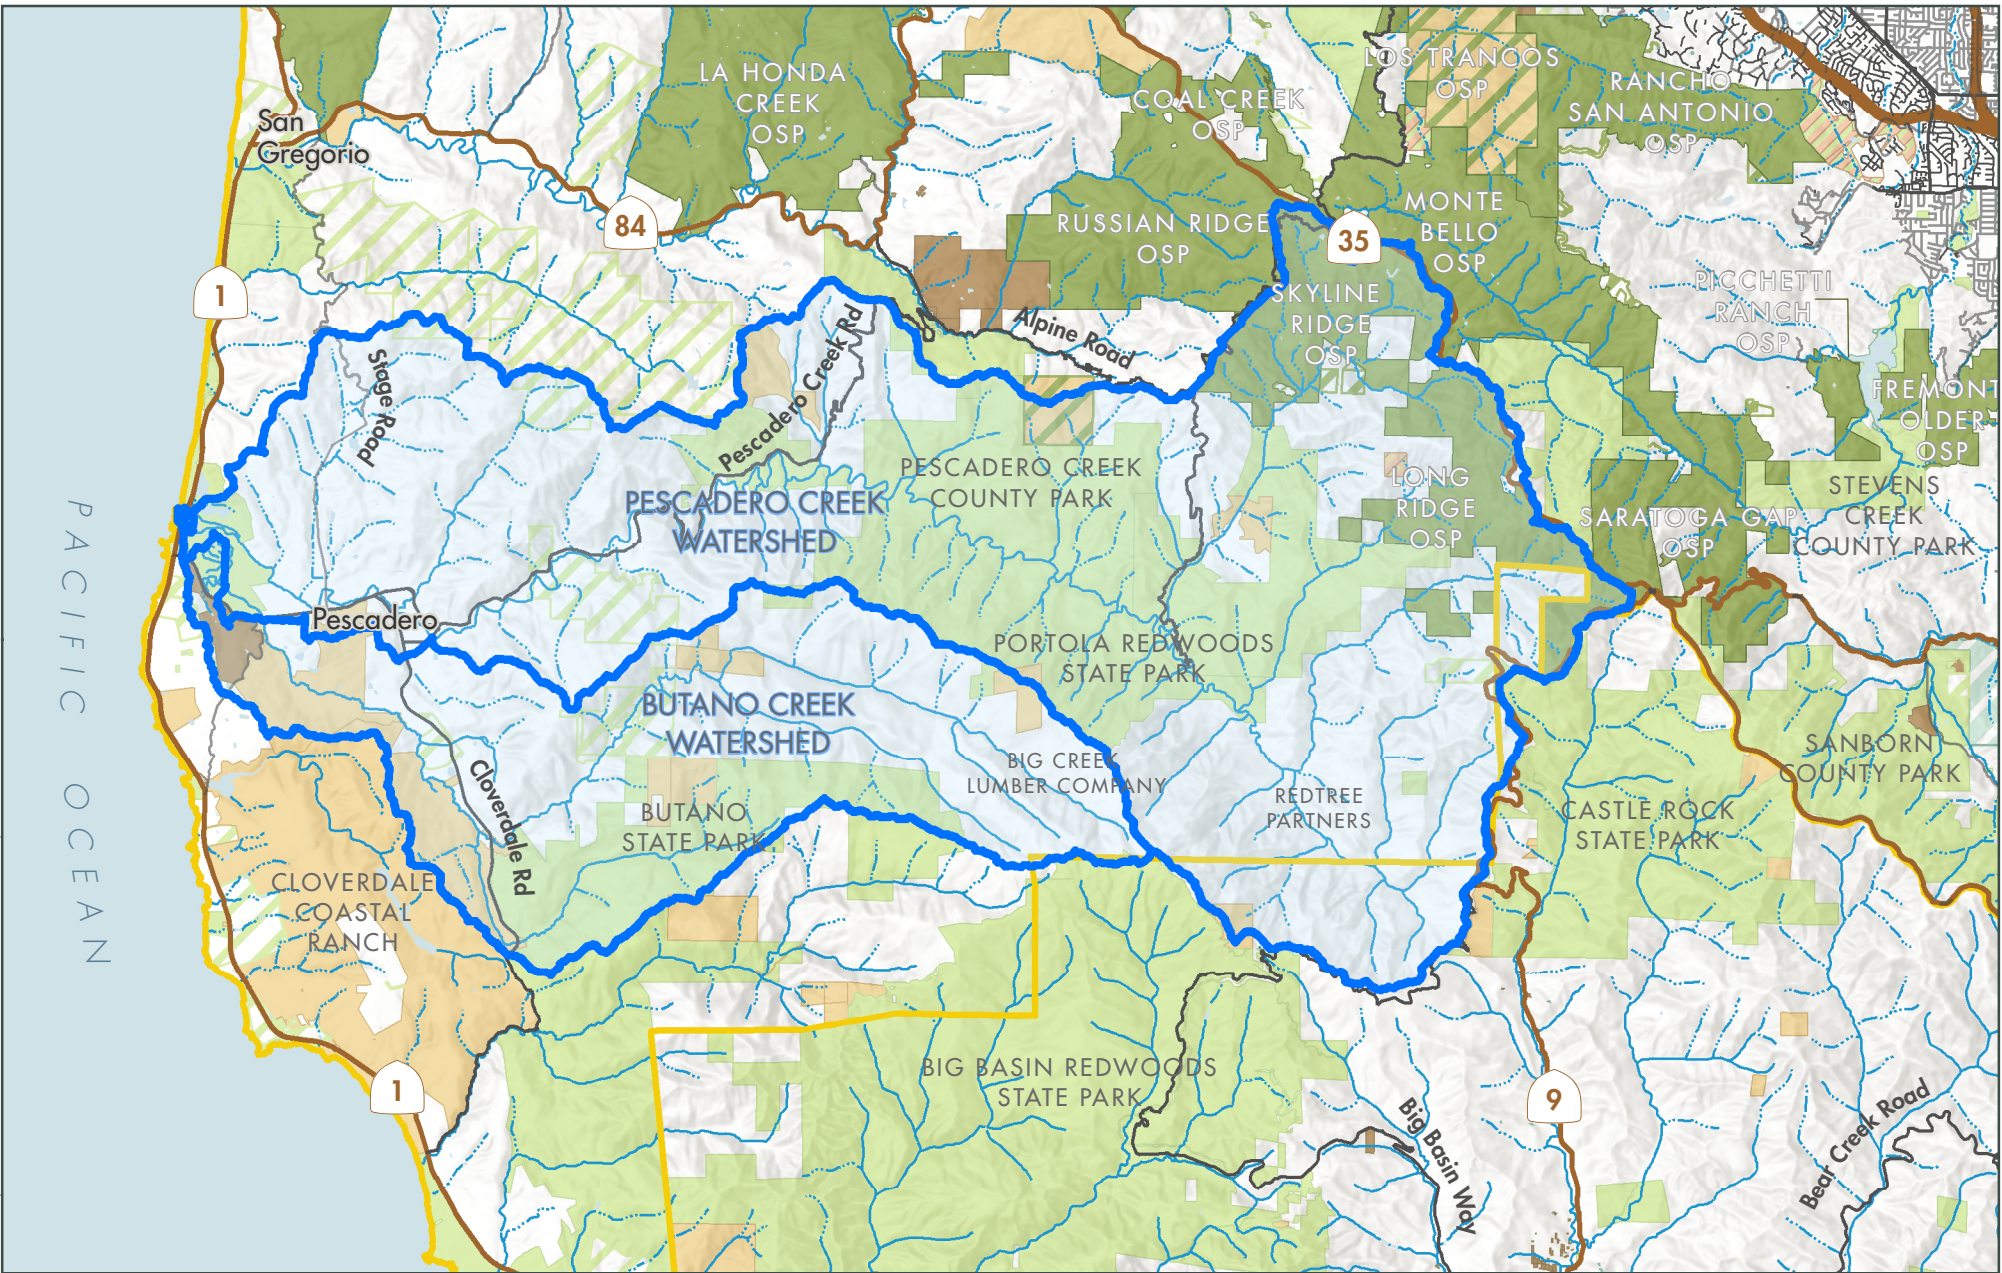 LA HONDA
CREEK
OSP
LOS TRANCOS
OSP
RANCHO
SAN ANTONIO
OSP
COAL CREEK
OSP
San
Gregorio
84
RUSSIAN RIDGE
OSP
35
MONTE
BELLO
OSP
1
SKYLINE
RIDGE
OSP
PICCHETTI
RANCH
OSP
Alpine Road
Stage Road
Pescadero Creek Rd
FREMONT
OLDER
OSP
PESCADERO CREEK
COUNTY PARK
LONG
RIDGE
OSP
STEVENS
CREEK
COUNTY PARK
SARATOGA GAP
OSP
PESCADERO CREEK
WATERSHED
PACIFIC OCEAN
Pescadero
PORTOLA REDWOODS
STATE PARK
BUTANO CREEK
WATERSHED
BIG CREEK
LUMBER COMPANY
REDTREE
PARTNERS
SANBORN
COUNTY PARK
CASTLE ROCK
STATE PARK
BUTANO
STATE PARK
Cloverdale Rd
CLOVERDALE
COASTAL
RANCH
BIG BASIN REDWOODS
STATE PARK
1
9
Big Basin Way
Bear Creek Road